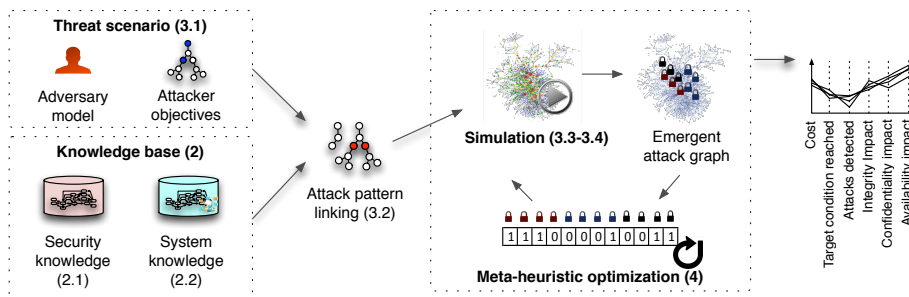 Threat scenario (3.1)
Adversary
model
Attacker
objectives
Knowledge base (2)
Security
knowledge
(2.1)
System
knowledge
(2.2)
Attack pattern
linking (3.2)
Simulation (3.3-3.4)
Emergent
attack graph
1 1 1 0 0 0 0 1 0 0 1 1
Meta-heuristic optimization (4)
Cost
Target condition reached
Attacks detected
Integrity Impact
Confidentiality impact
Availability impact